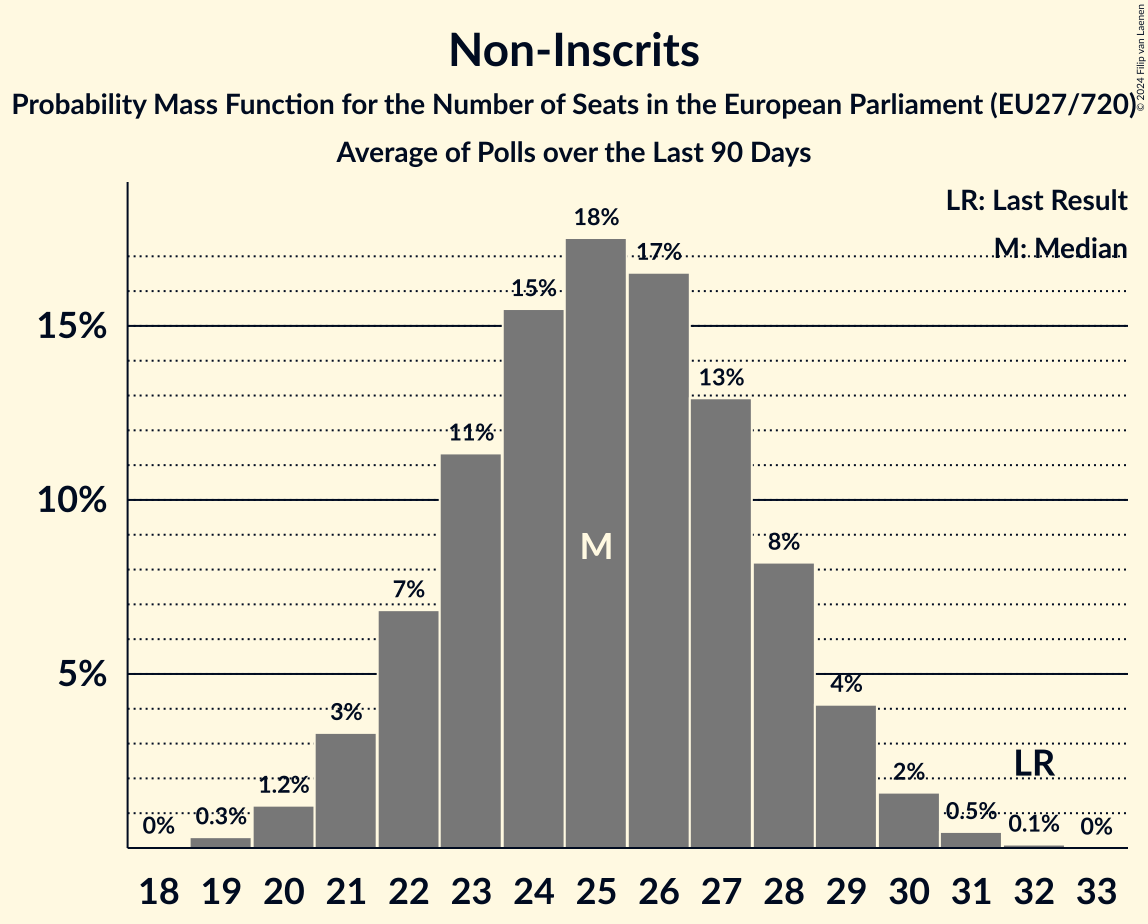 Non-Inscrits
Probability Mass Function for the Number of Seats in the European Parliament (EU27/720)
Average of Polls over the Last 90 Days
© 2024 Filip van Laenen
LR: Last Result
M: Median
15%
10%
5%
0%
0.3%
1.2%
3%
7%
11%
15%
18%
17%
13%
8%
4%
2%
0.5%
0.1%
0%
M
LR
18 19 20 21 22 23 24 25 26 27 28 29 30 31 32 33